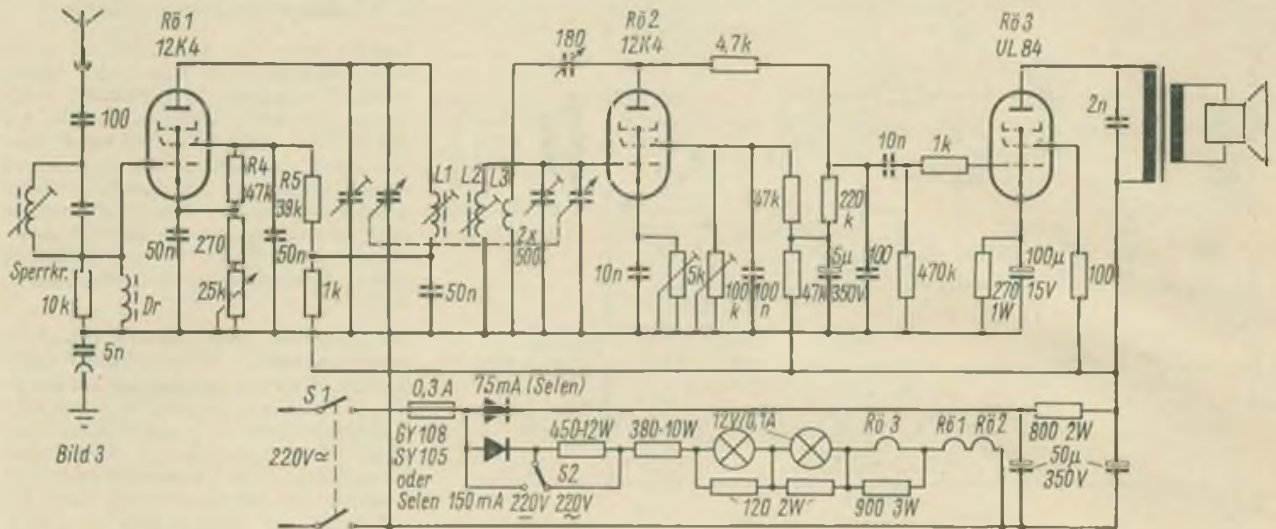 Rö1
12K4
Rö2
12K4
Rö3
UL 84
180
4,7k
2n
100
R4
47k
R5
39k
L1
L2
L3
47k
220
k
10n
1k
50n
270
50n
2x
500
Sperrkr.
10k
Dr
25k
1k
50n
10n
5k
100
k
100
n
47k
5µ
350V
100
470k
270
1W
100µ
15V
100
5n
S1
0,3 A
75mA (Selen)
Bild 3
220V≂
GY108
SY105
oder
Selen 150mA
450-12W
380-10W
12V/0,1A
Rö3
Rö1 Rö2
800 2W
S2
220V
220V
120 2W
900 3W
50µ
350V